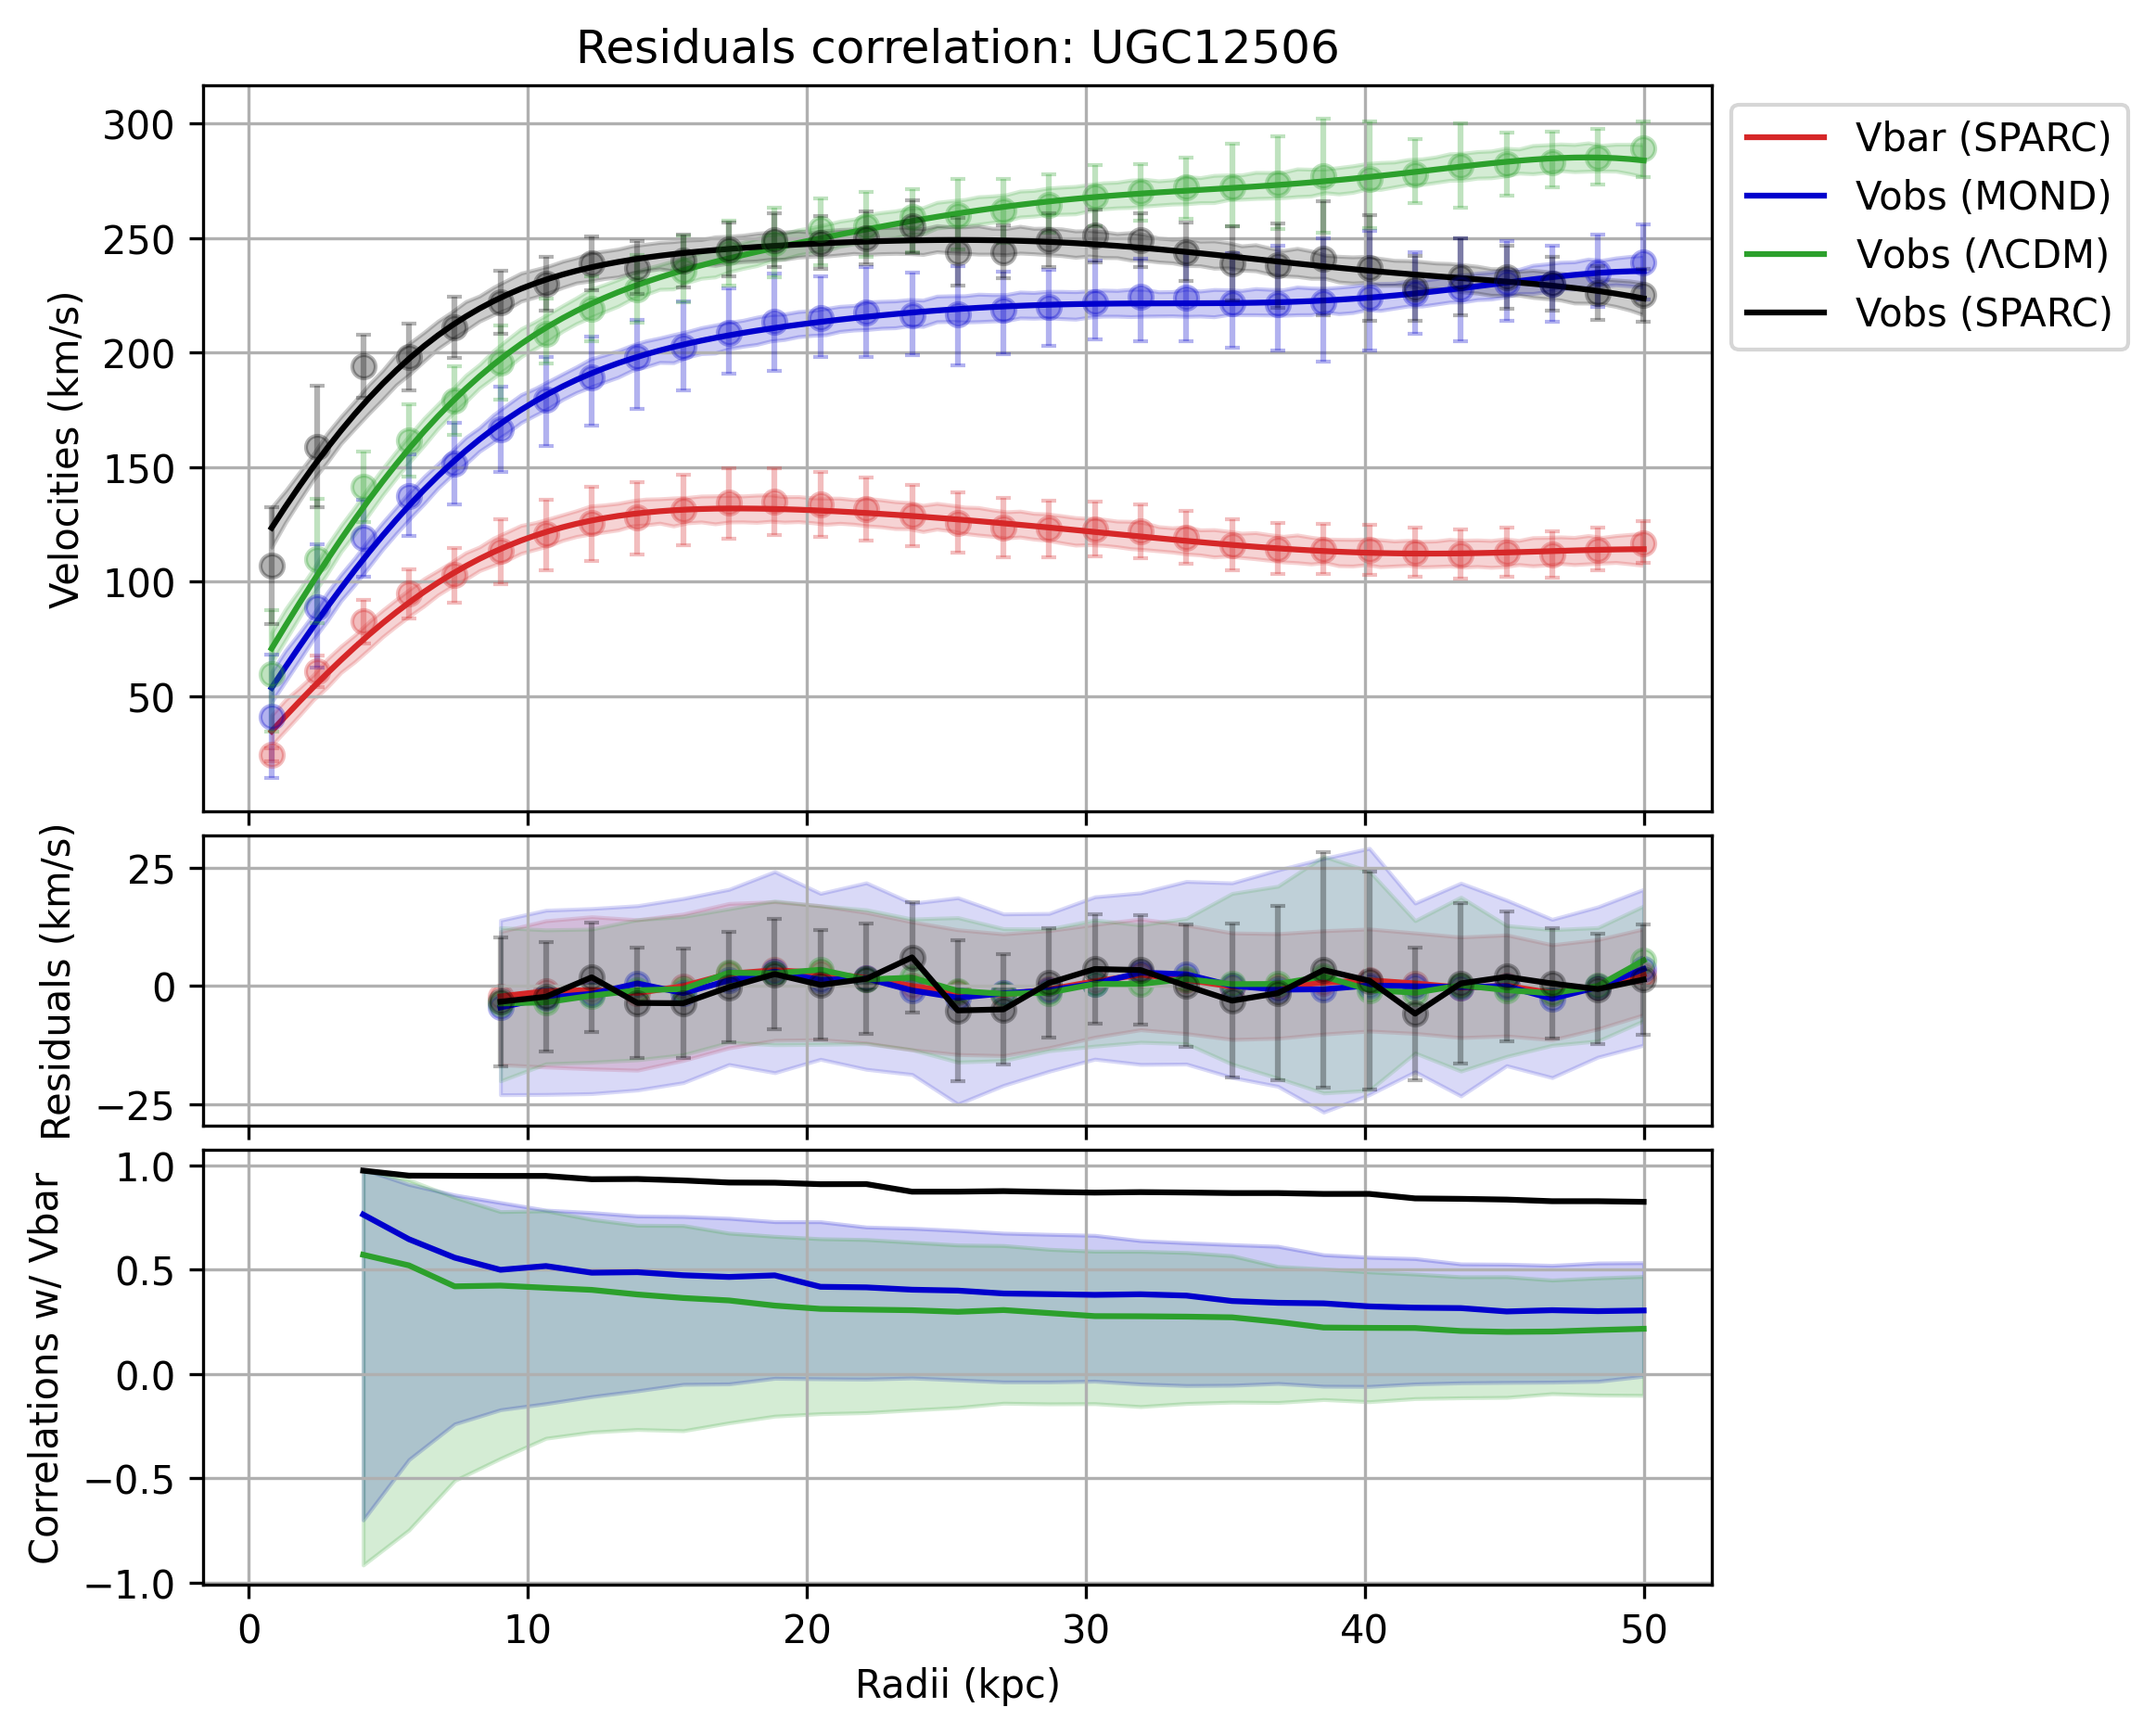 Residuals correlation: UGC12506
Velocities (km/s)
300
250
200
150
100
50
Vbar (SPARC)
Vobs (MOND)
Vobs (ΛCDM)
Vobs (SPARC)
Residuals (km/s)
25
0
−25
Correlations w/ Vbar
1.0
0.5
0.0
−0.5
−1.0
0 10 20 30 40 50
Radii (kpc)